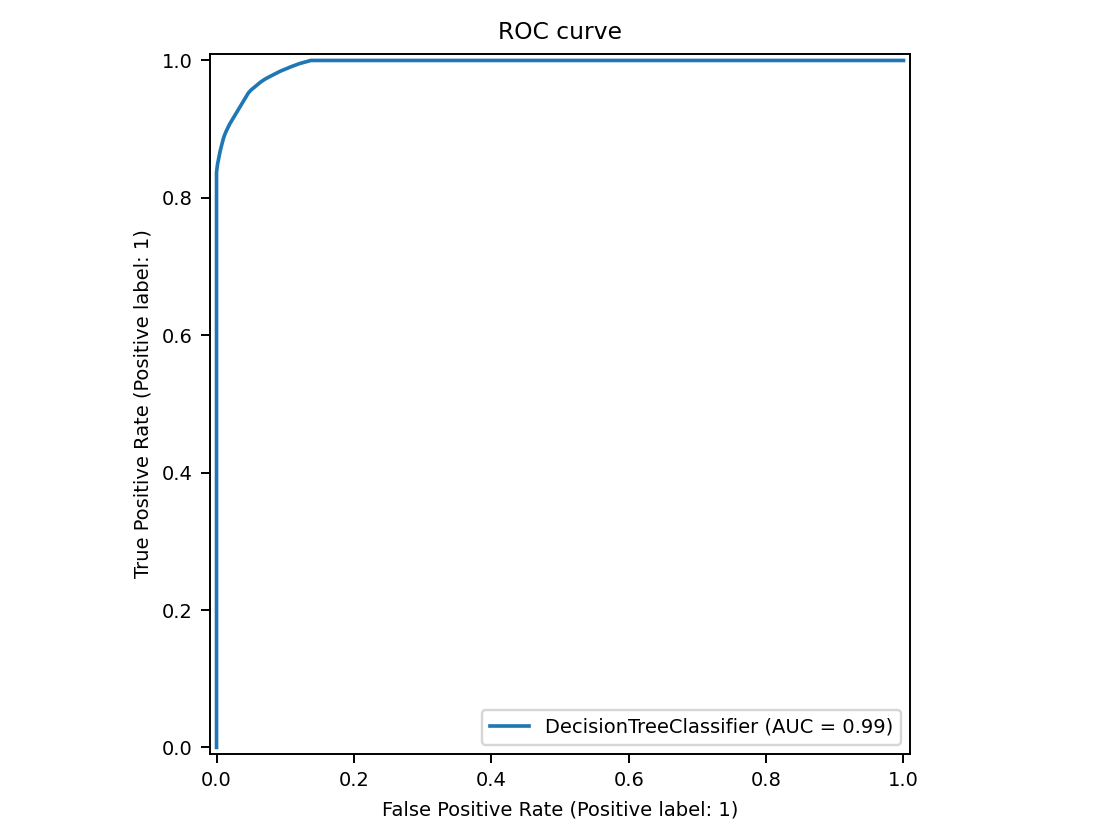 ROC curve
1.0
0.8
0.6
0.4
0.2
0.0
True Positive Rate (Positive label: 1)
DecisionTreeClassifier (AUC = 0.99)
0.0 0.2 0.4 0.6 0.8 1.0
False Positive Rate (Positive label: 1)